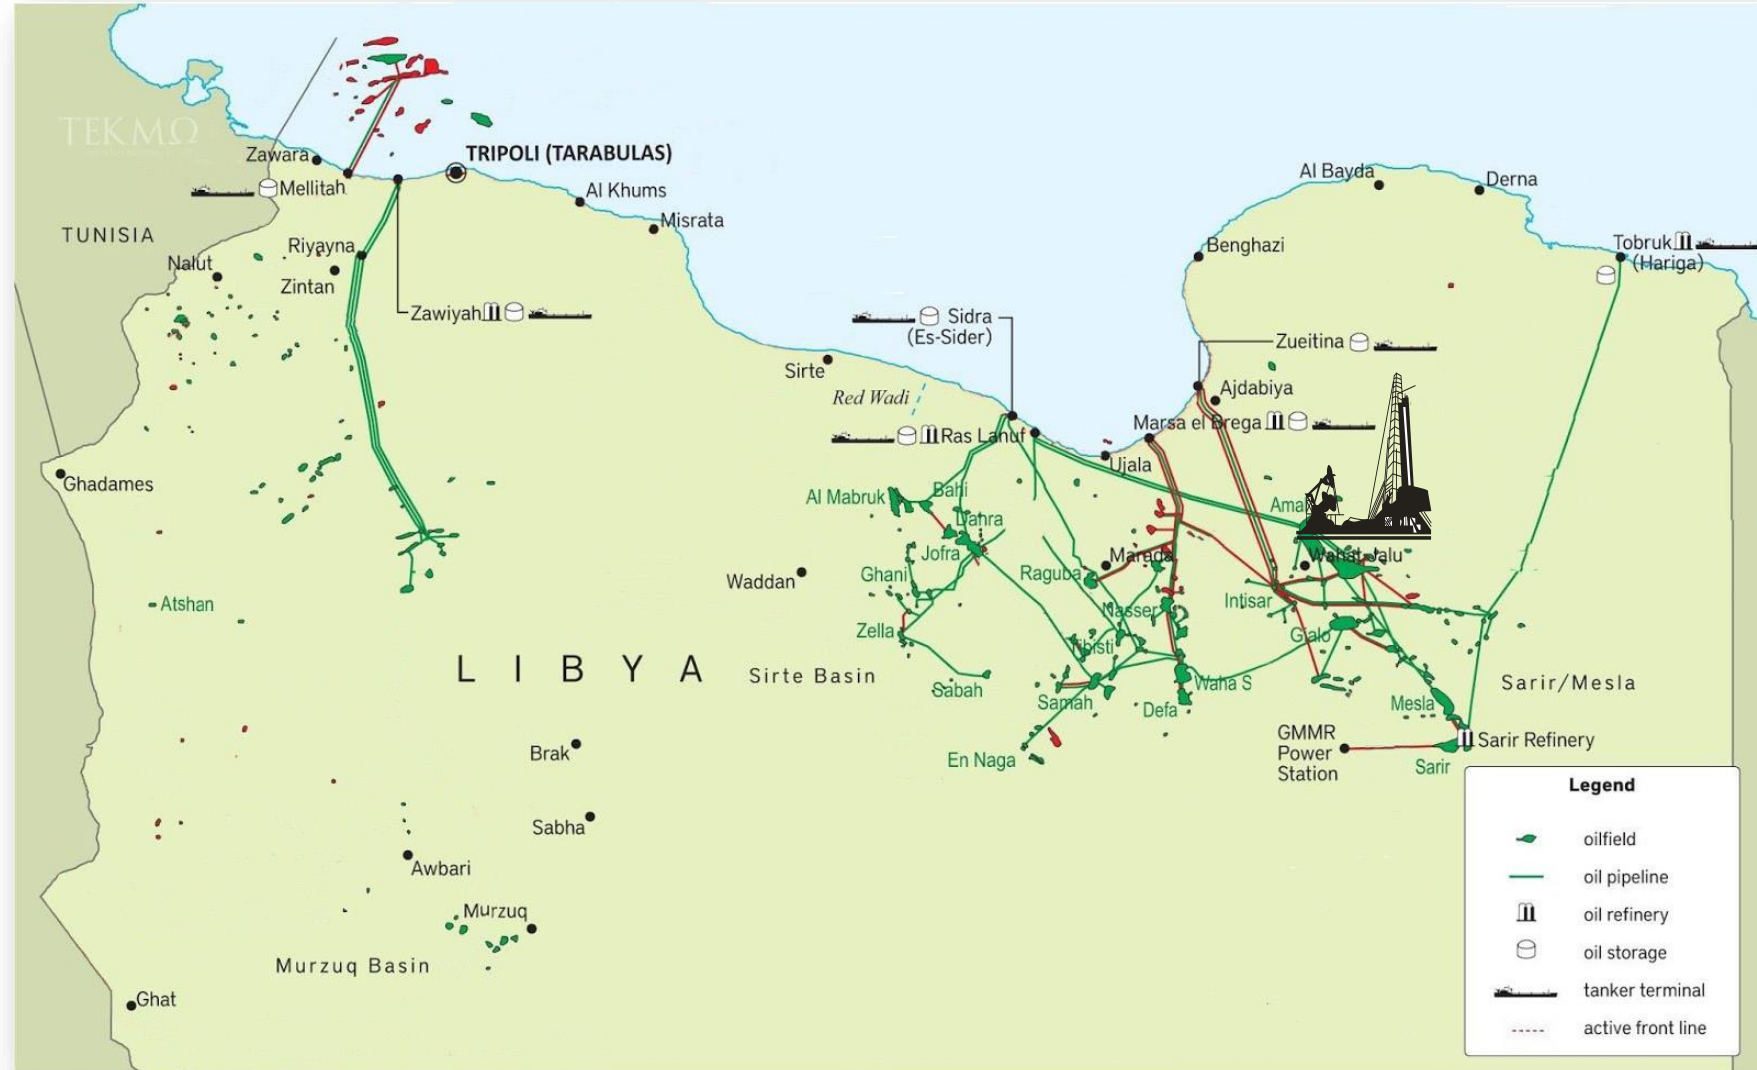 TEKMΩ
Zawara
TRIPOLI (TARABULAS)
Mellitah
Al Khums
Misrata
TUNISIA
Riyayna
Nalut
Zintan
Zawiyah
Al Bayda
Derna
Benghazi
Tobruk
(Hariga)
Sidra
(Es-Sider)
Zueitina
Sirte
Red Wadi
Ajdabiya
Marsa el Brega
Ras Lanuf
Ujala
Ghadames
Al Mabruk
Bahi
Dahra
Jofra
Amal
Wahat Jalu
Marada
Raguba
Ghani
Waddan
Atshan
Nasser
Intisar
Zella
Tibisti
Gialo
LIBYA
Sirte Basin
Sabah
Samah
Waha S
Defa
Mesla
Sarir/Mesla
En Naga
GMMR
Power
Station
Sarir Refinery
Sarir
Brak
Sabha
Awbari
Murzuq
Murzuq Basin
Ghat
Legend
oilfield
oil pipeline
oil refinery
oil storage
tanker terminal
active front line